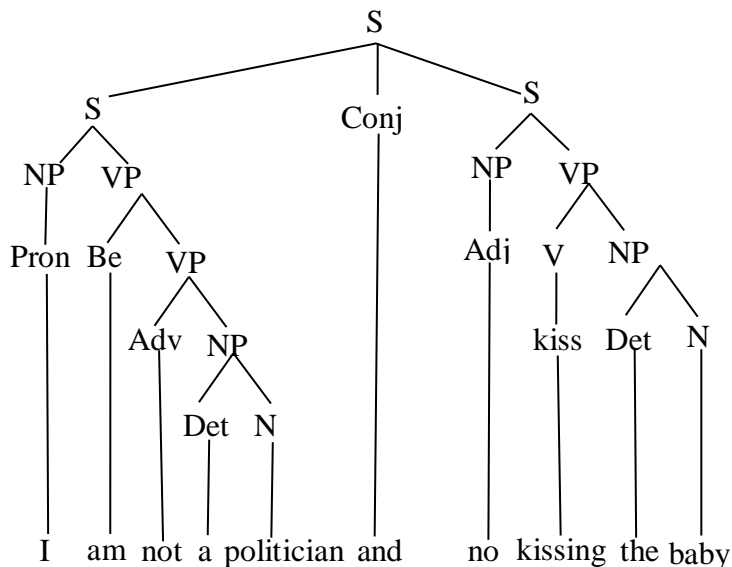 S
S Conj S
NP VP NP VP
Pron Be VP Adj V NP
Adv NP kiss Det N
Det N
I am not a politician and no kissing the baby